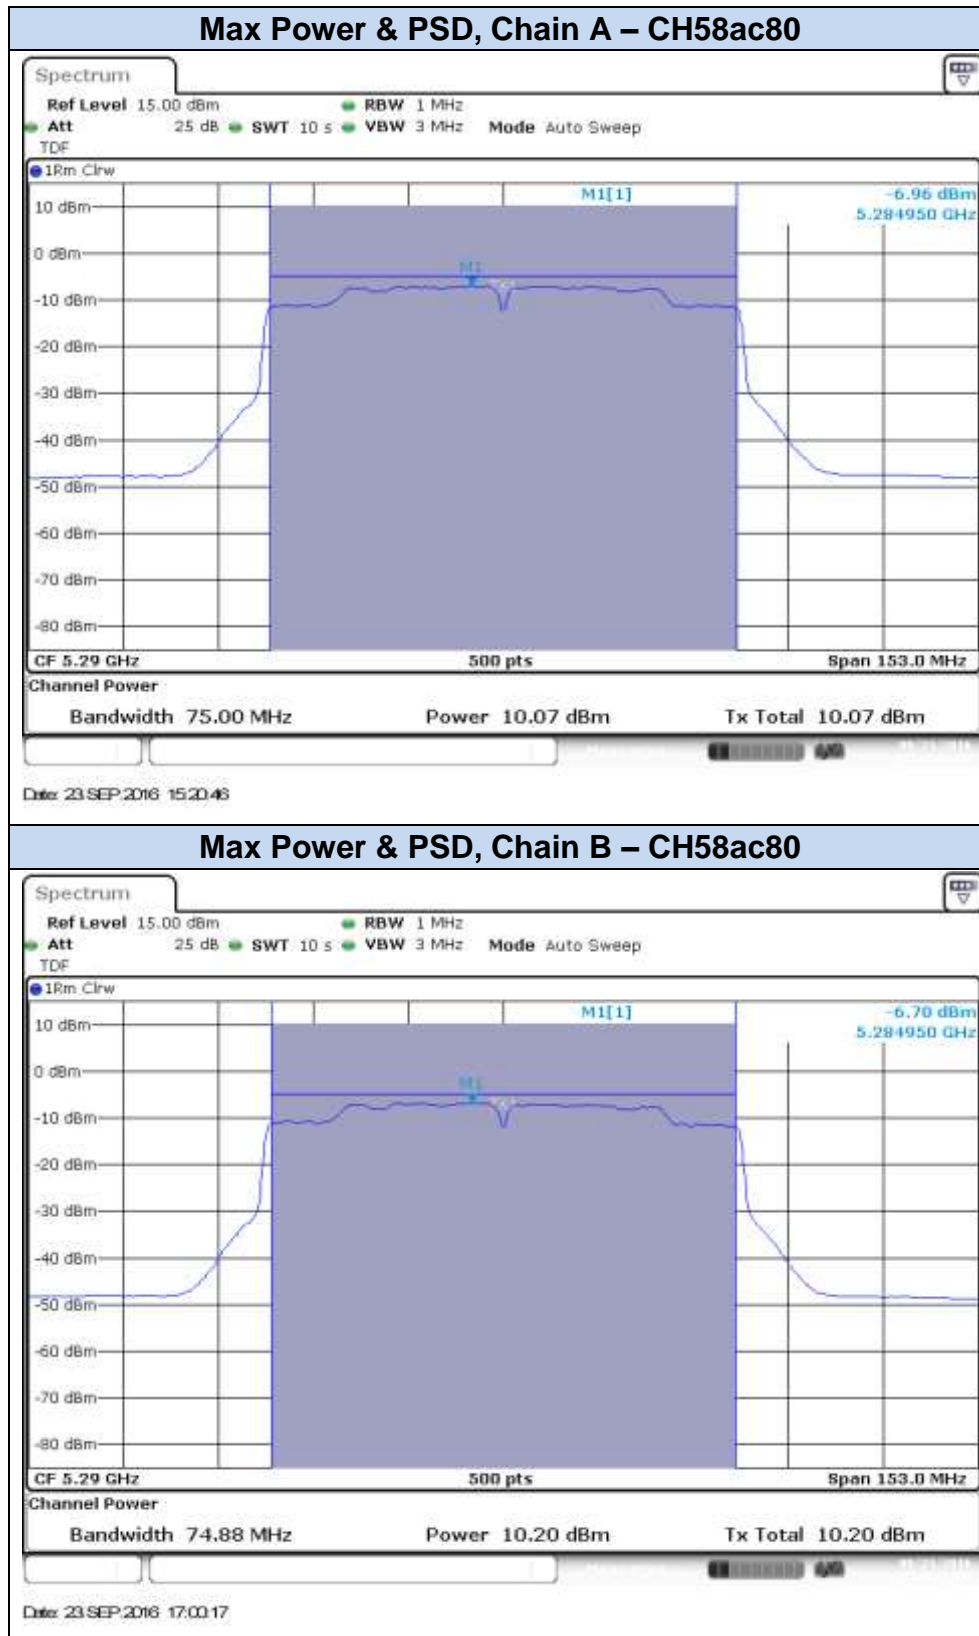 Max Power & PSD, Chain A – CH58ac80
Spectrum
Ref Level 15.00 dBm RBW 1 MHz
Att 25 dB SWT 10 s VBW 3 MHz Mode Auto Sweep
TDF
1Rm Clrw
M1[1] -6.96 dBm
5.284950 GHz
10 dBm
0 dBm
M1
-10 dBm
-20 dBm
-30 dBm
-40 dBm
-50 dBm
-60 dBm
-70 dBm
-80 dBm
CF 5.29 GHz 500 pts Span 153.0 MHz
Channel Power
Bandwidth 75.00 MHz Power 10.07 dBm Tx Total 10.07 dBm
Date: 23.SEP.2016 15:20:46
Max Power & PSD, Chain B – CH58ac80
Spectrum
Ref Level 15.00 dBm RBW 1 MHz
Att 25 dB SWT 10 s VBW 3 MHz Mode Auto Sweep
TDF
1Rm Clrw
M1[1] -6.70 dBm
5.284950 GHz
10 dBm
0 dBm
M1
-10 dBm
-20 dBm
-30 dBm
-40 dBm
-50 dBm
-60 dBm
-70 dBm
-80 dBm
CF 5.29 GHz 500 pts Span 153.0 MHz
Channel Power
Bandwidth 74.88 MHz Power 10.20 dBm Tx Total 10.20 dBm
Date: 23.SEP.2016 17:00:17